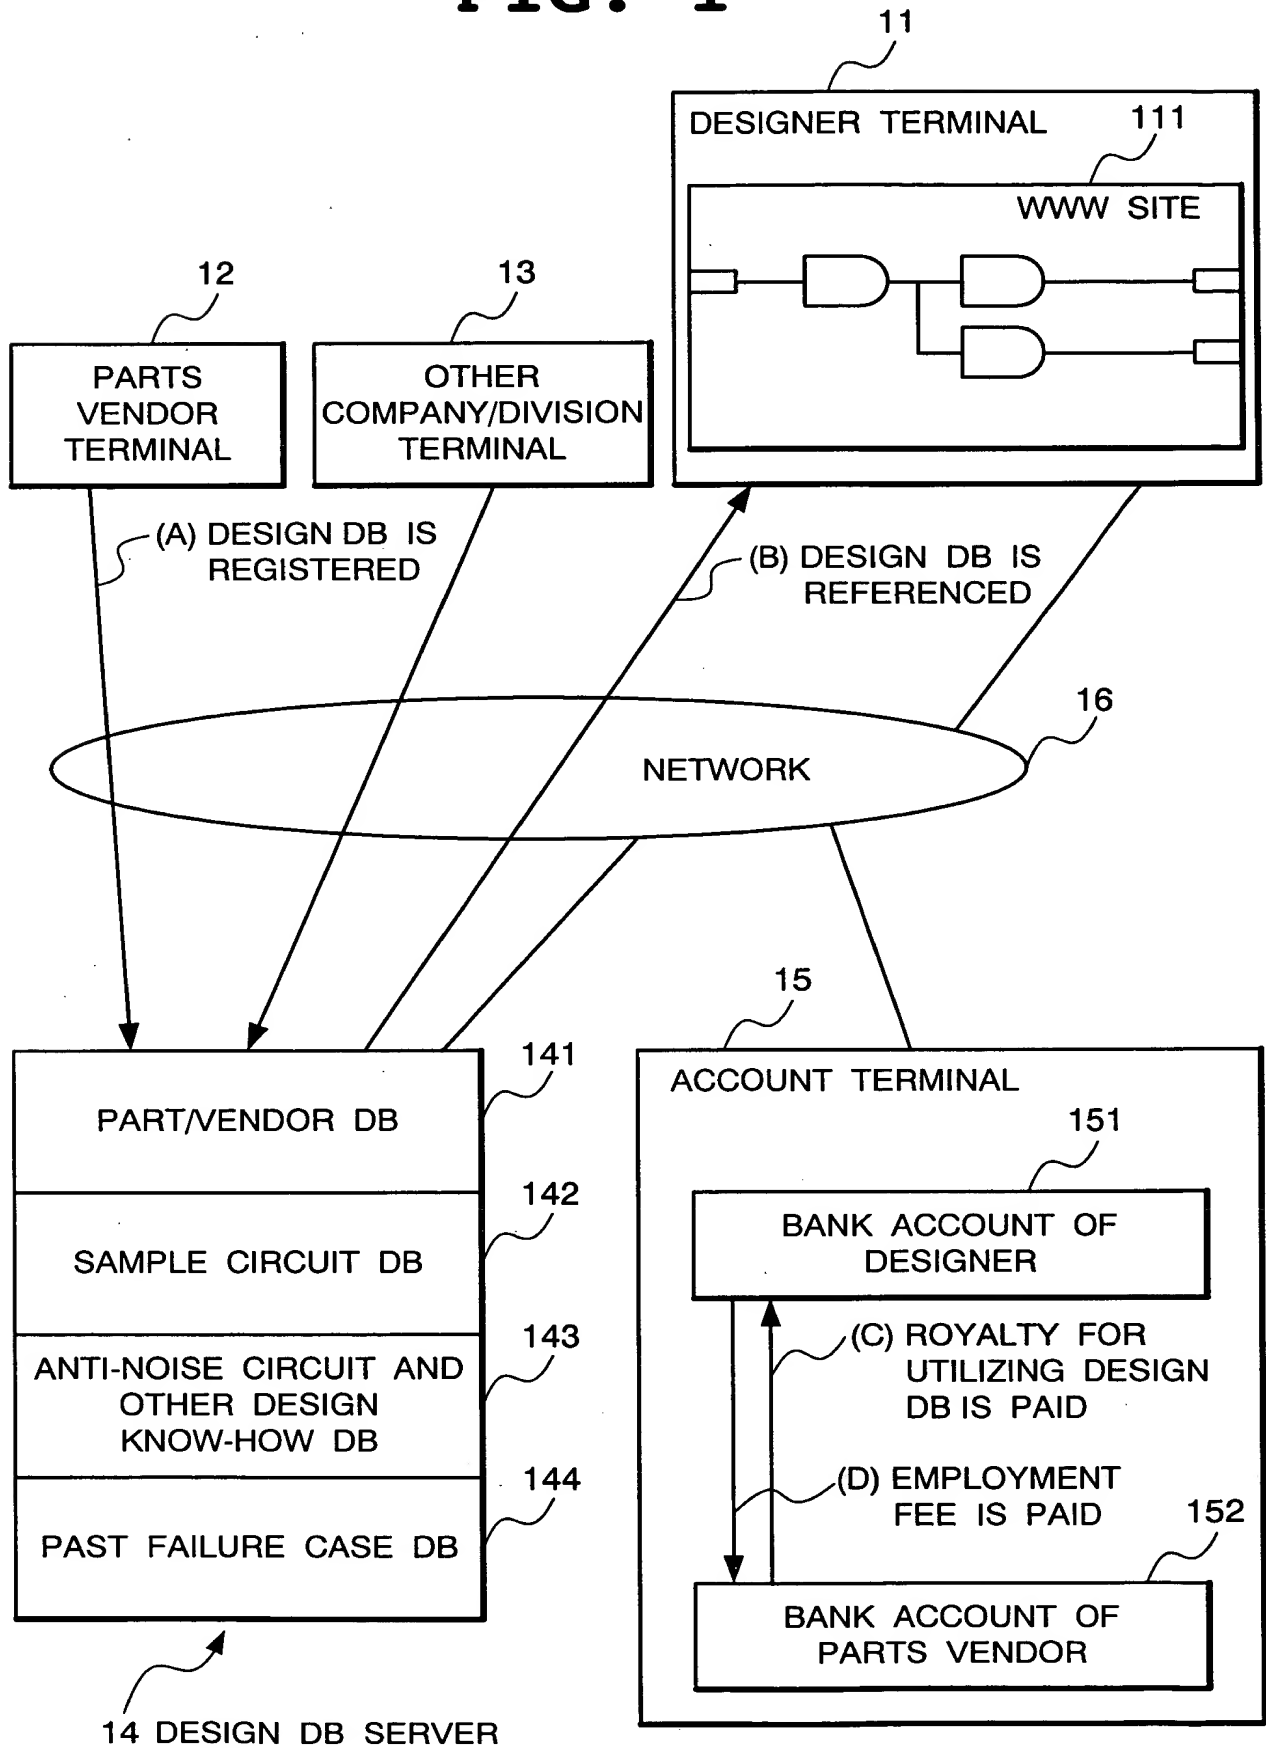 FIG. 1
11
DESIGNER TERMINAL
111
WWW SITE
12
13
PARTS
VENDOR
TERMINAL
OTHER
COMPANY/DIVISION
TERMINAL
(A) DESIGN DB IS
REGISTERED
(B) DESIGN DB IS
REFERENCED
16
NETWORK
15
141
ACCOUNT TERMINAL
PART/VENDOR DB
151
142
BANK ACCOUNT OF
DESIGNER
SAMPLE CIRCUIT DB
143
(C) ROYALTY FOR
UTILIZING DESIGN
DB IS PAID
ANTI-NOISE CIRCUIT AND
OTHER DESIGN
KNOW-HOW DB
144
(D) EMPLOYMENT
FEE IS PAID
152
PAST FAILURE CASE DB
BANK ACCOUNT OF
PARTS VENDOR
14 DESIGN DB SERVER